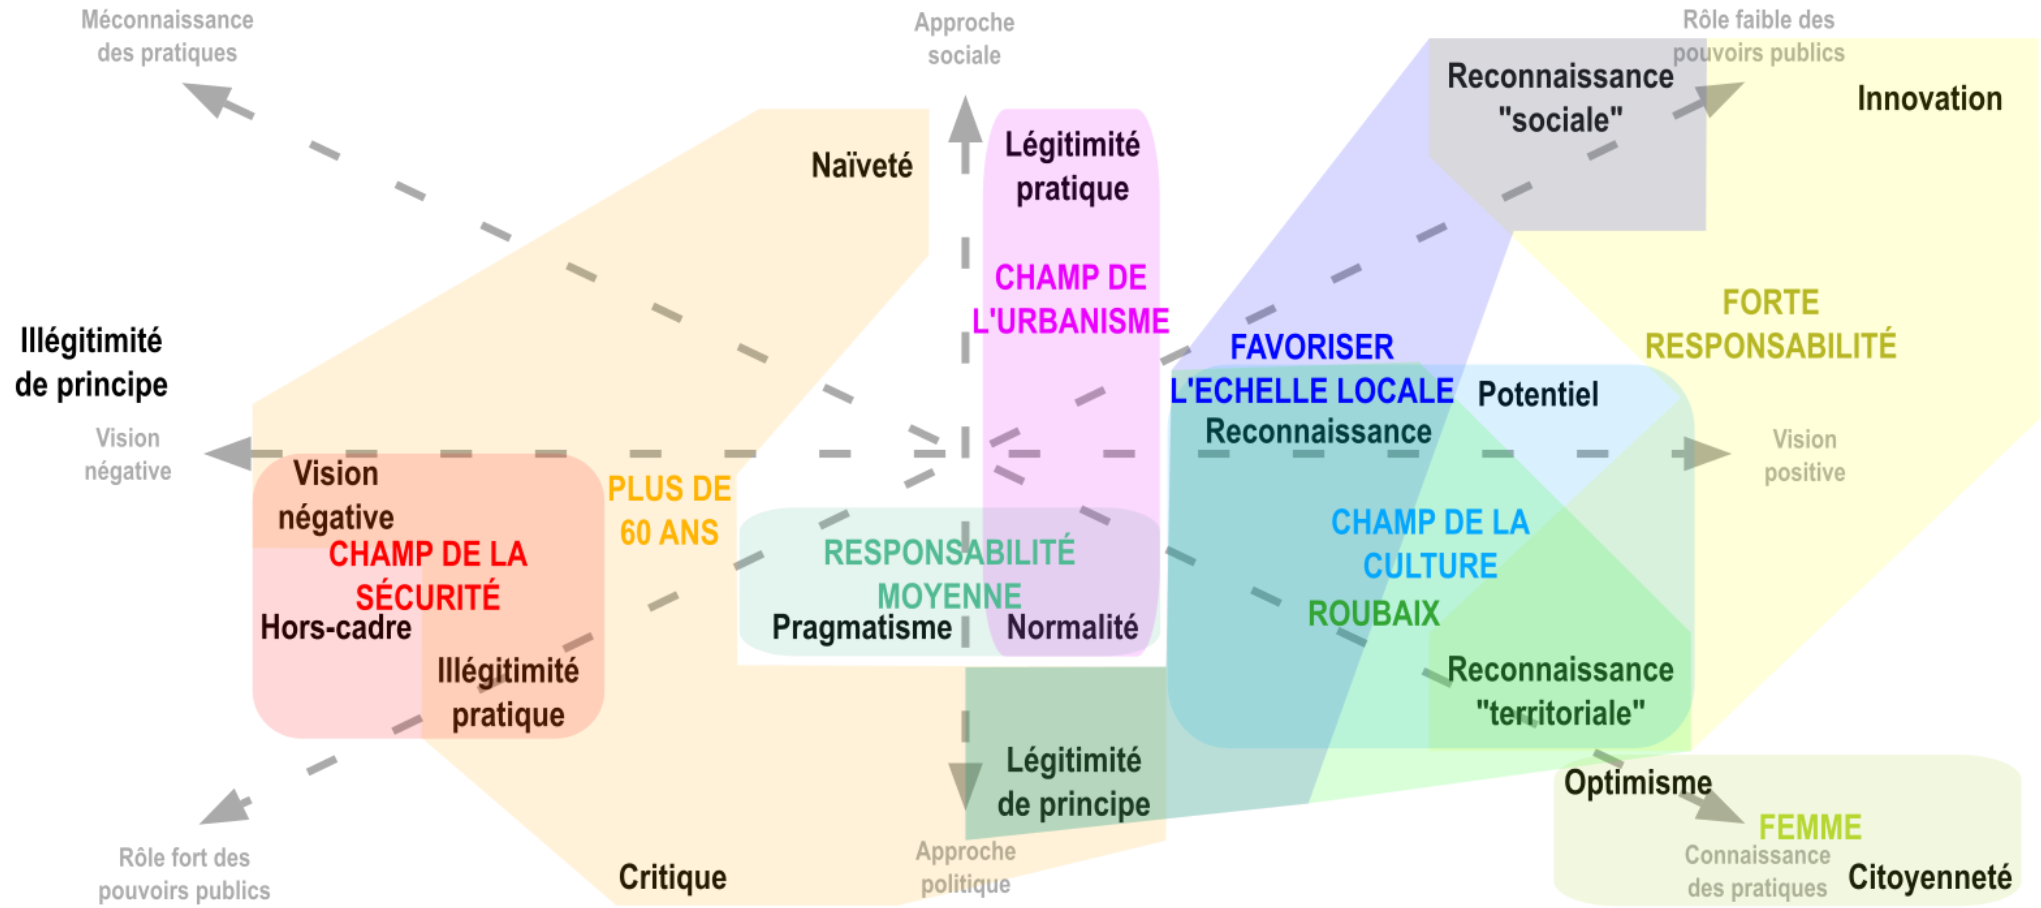 Méconnaissance
des pratiques
Approche
sociale
Rôle faible des
pouvoirs publics
Reconnaissance
"sociale"
Innovation
Naïveté
Légitimité
pratique
CHAMP DE
L'URBANISME
FORTE
RESPONSABILITÉ
Illégitimité
de principe
FAVORISER
L'ECHELLE LOCALE
Potentiel
Reconnaissance
Vision
négative
Vision
positive
Vision
négative
PLUS DE
60 ANS
CHAMP DE LA
SÉCURITÉ
RESPONSABILITÉ
MOYENNE
CHAMP DE LA
CULTURE
ROUBAIX
Hors-cadre
Pragmatisme
Normalité
Illégitimité
pratique
Reconnaissance
"territoriale"
Légitimité
de principe
Optimisme
FEMME
Rôle fort des
pouvoirs publics
Critique
Approche
politique
Connaissance
des pratiques
Citoyenneté